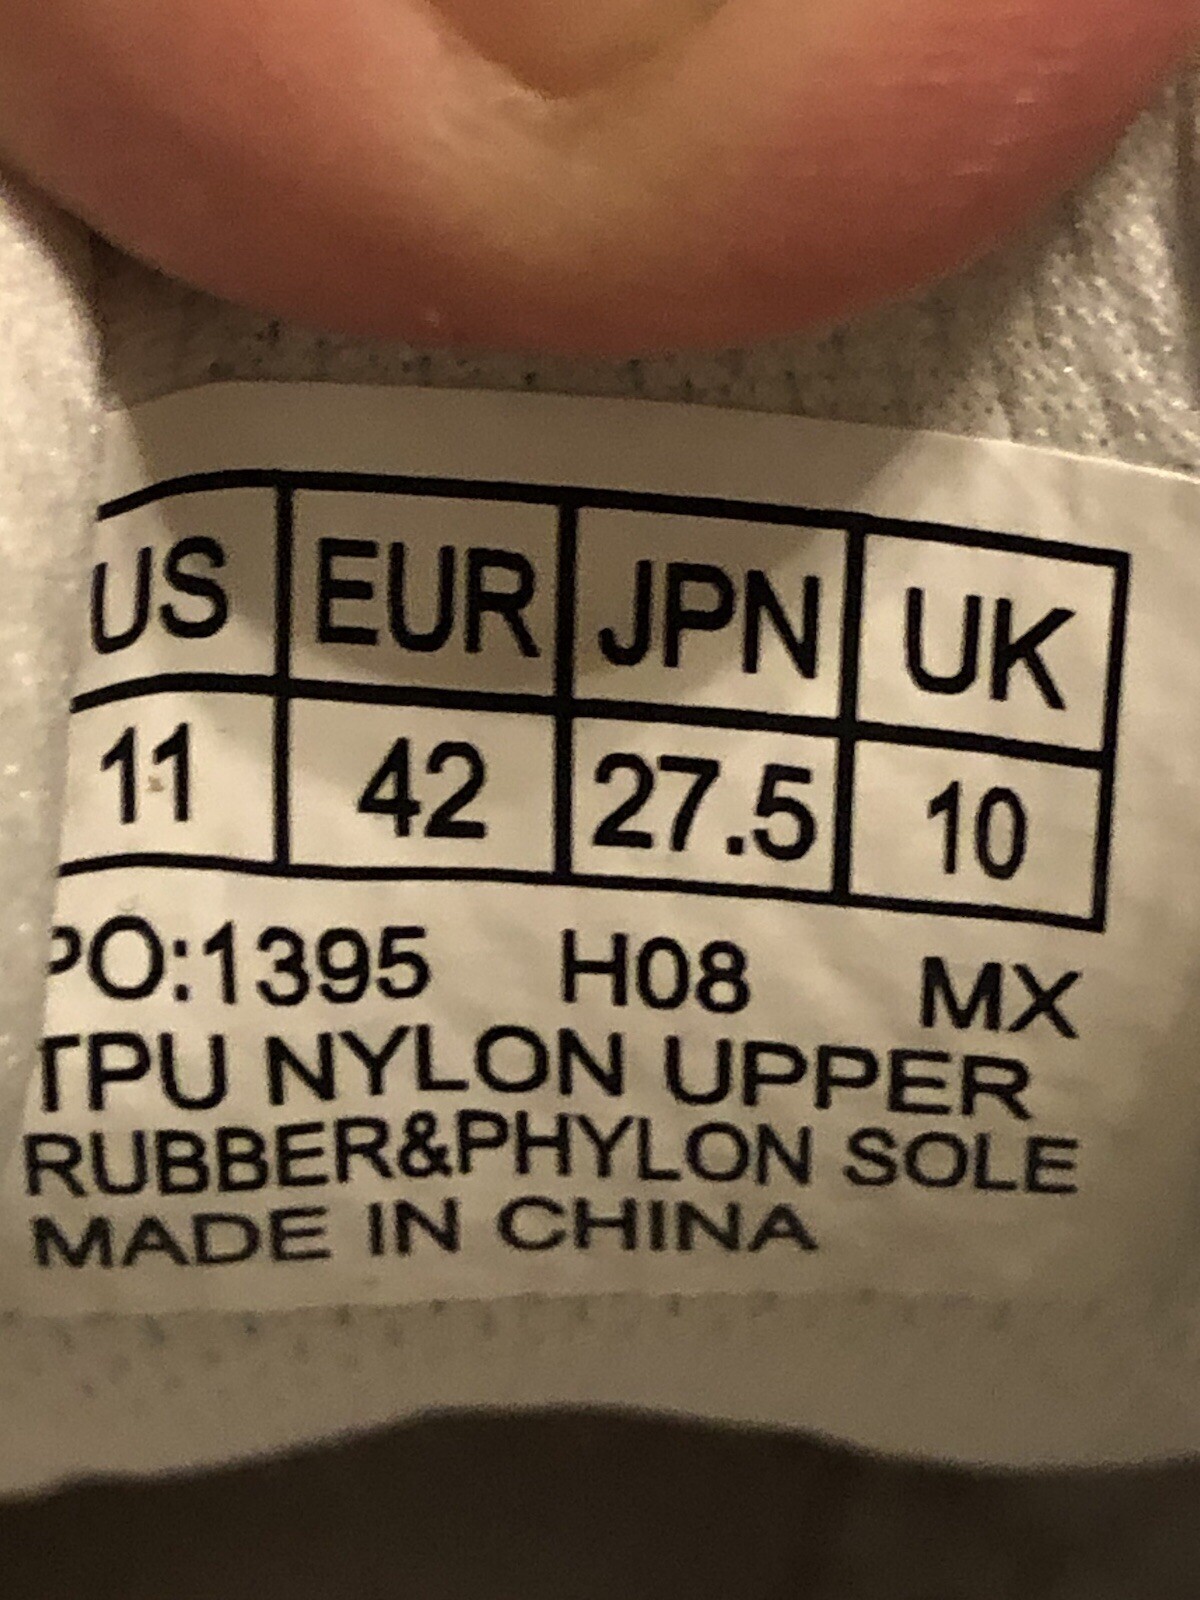 US EUR JPN UK
11 42 27.5 10
PO:1395 H08 MX
TPU NYLON UPPER
RUBBER&PHYLON SOLE
MADE IN CHINA